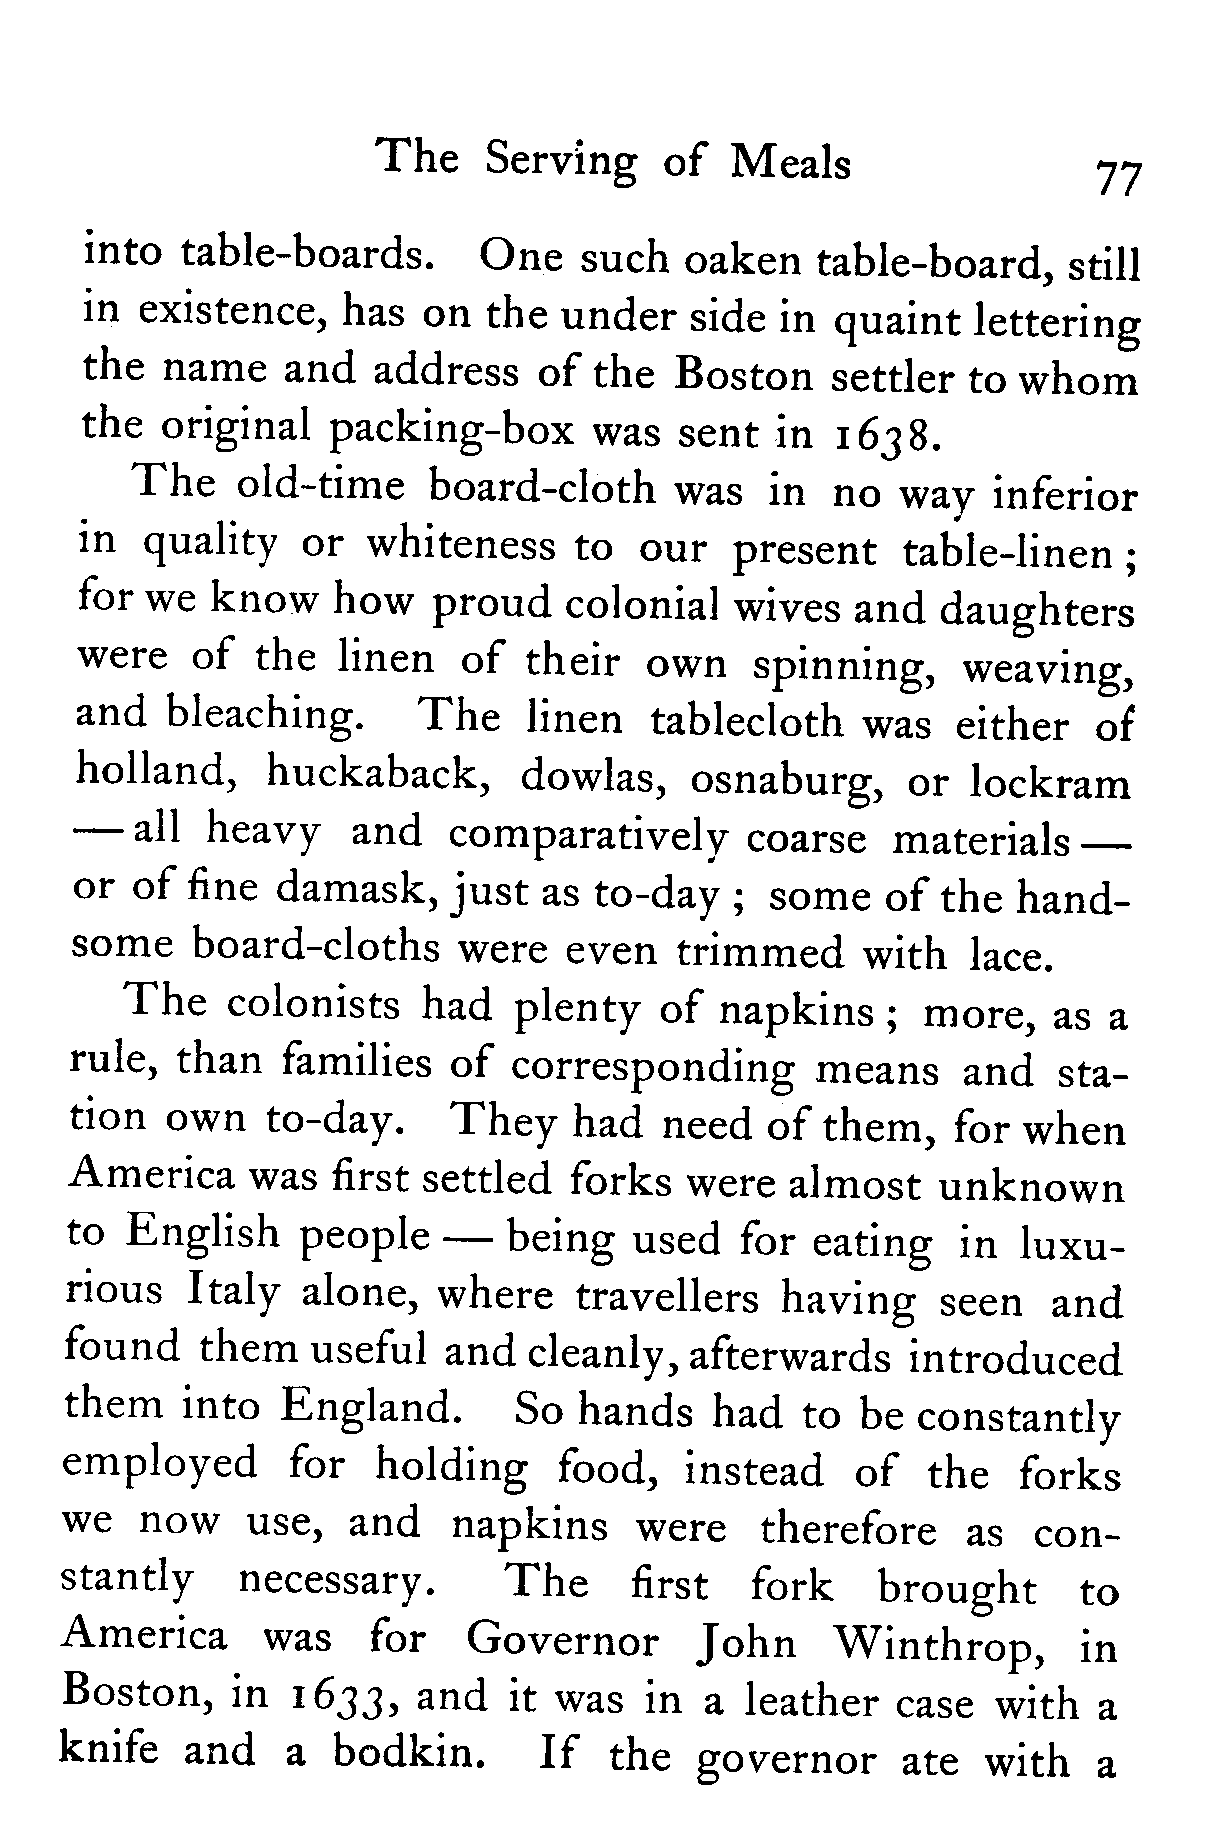 The Serving of Meals 77
into table-boards. One such oaken table-board, still
in existence, has on the under side in quaint lettering
the name and address of the Boston settler to whom
the original packing-box was sent in 1638.
The old-time board-cloth was in no way inferior
in quality or whiteness to our present table-linen ;
for we know how proud colonial wives and daughters
were of the linen of their own spinning, weaving,
and bleaching. The linen tablecloth was either of
holland, huckaback, dowlas, osnaburg, or lockram
— all heavy and comparatively coarse materials —
or of fine damask, just as to-day ; some of the hand-
some board-cloths were even trimmed with lace.
The colonists had plenty of napkins ; more, as a
rule, than families of corresponding means and sta-
tion own to-day. They had need of them, for when
America was first settled forks were almost unknown
to English people — being used for eating in luxu-
rious Italy alone, where travellers having seen and
found them useful and cleanly, afterwards introduced
them into England. So hands had to be constantly
employed for holding food, instead of the forks
we now use, and napkins were therefore as con-
stantly necessary. The first fork brought to
America was for Governor John Winthrop, in
Boston, in 1633, and it was in a leather case with a
knife and a bodkin. If the governor ate with a